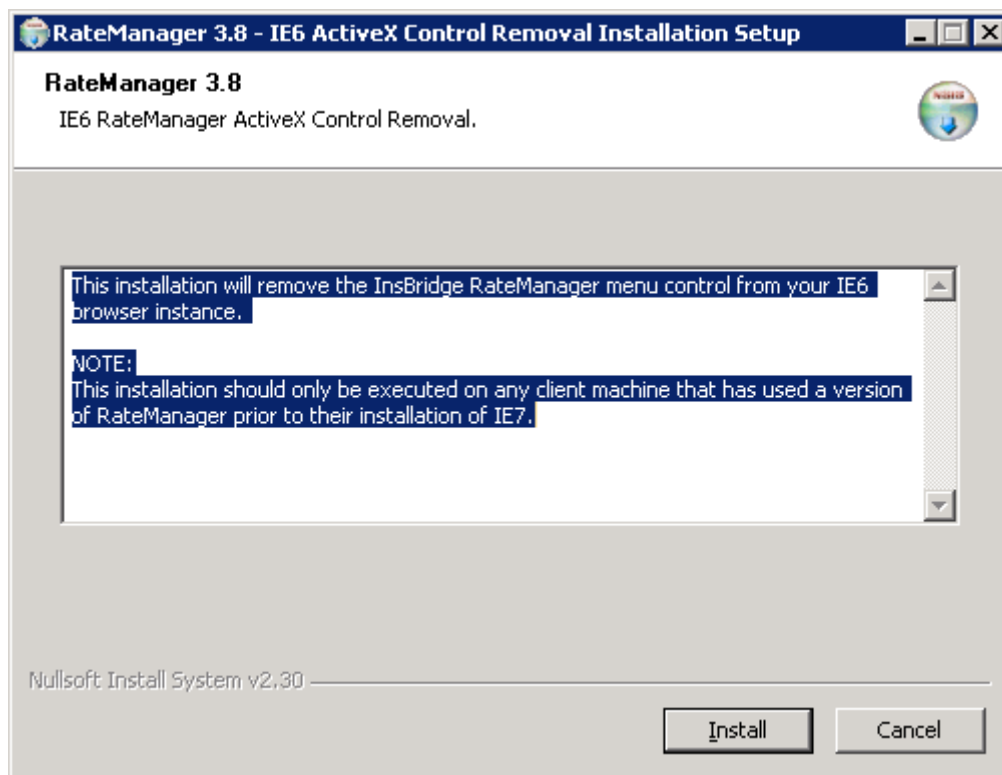 RateManager 3.8 - IE6 ActiveX Control Removal Installation Setup
RateManager 3.8
IE6 RateManager ActiveX Control Removal.
This installation will remove the InsBridge RateManager menu control from your IE6
browser instance.
NOTE:
This installation should only be executed on any client machine that has used a version
of RateManager prior to their installation of IE7.
Nullsoft Install System v2.30
Install
Cancel